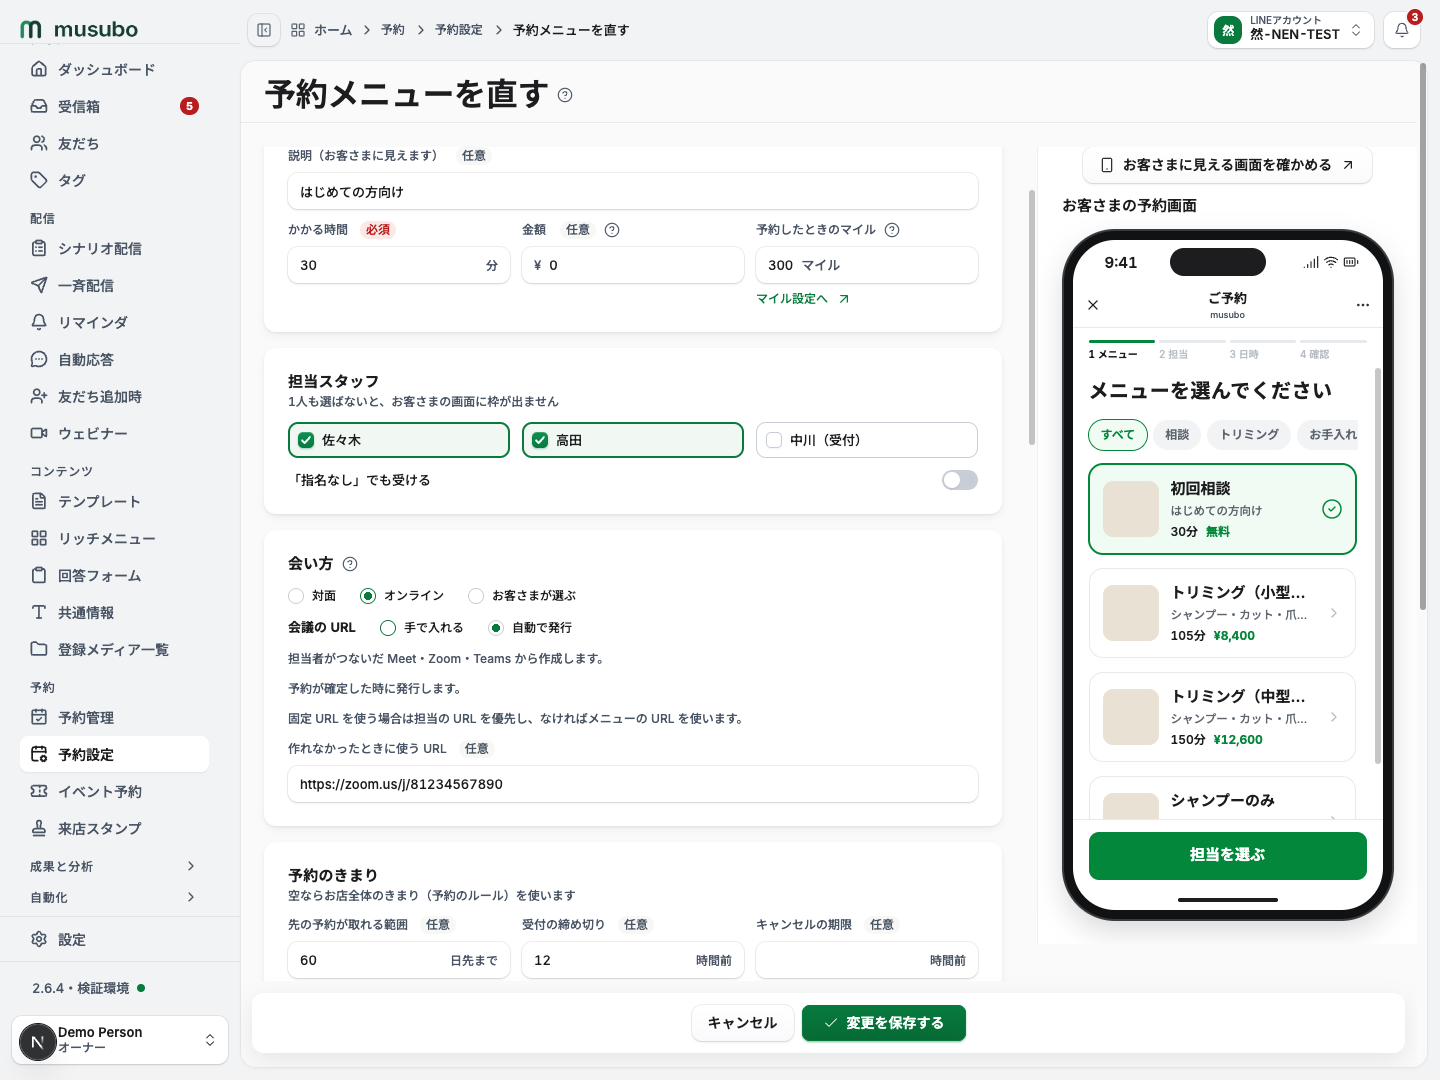 musubo
ダッシュボード
受信箱
5
友だち
タグ
配信
シナリオ配信
一斉配信
リマインダ
自動応答
友だち追加時
ウェビナー
コンテンツ
テンプレート
リッチメニュー
回答フォーム
共通情報
登録メディア一覧
予約
予約管理
予約設定
イベント予約
来店スタンプ
成果と分析
自動化
設定
2.6.4・検証環境
N
Demo Person
オーナー
ホーム
予約
予約設定
予約メニューを直す
然
LINEアカウント
然-NEN-TEST
3
予約メニューを直す
説明（お客さまに見えます） 任意
はじめての方向け
かかる時間 必須
金額 任意
予約したときのマイル
30 分
¥ 0
300 マイル
マイル設定へ
担当スタッフ
1人も選ばないと、お客さまの画面に枠が出ません
佐々木
高田
中川（受付）
「指名なし」でも受ける
会い方
対面
オンライン
お客さまが選ぶ
会議の URL
手で入れる
自動で発行
担当者がつないだ Meet・Zoom・Teams から作成します。
予約が確定した時に発行します。
固定 URL を使う場合は担当の URL を優先し、なければメニューの URL を使います。
作れなかったときに使う URL 任意
https://zoom.us/j/81234567890
予約のきまり
空ならお店全体のきまり（予約のルール）を使います
先の予約が取れる範囲 任意
受付の締め切り 任意
キャンセルの期限 任意
60 日先まで
12 時間前
時間前
キャンセル
変更を保存する
お客さまに見える画面を確かめる
お客さまの予約画面
9:41
ご予約
musubo
1 メニュー
2 担当
3 日時
4 確認
メニューを選んでください
すべて
相談
トリミング
お手入れ
初回相談
はじめての方向け
30分 無料
トリミング（小型...
シャンプー・カット・爪...
105分 ¥8,400
トリミング（中型...
シャンプー・カット・爪...
150分 ¥12,600
シャンプーのみ
担当を選ぶ